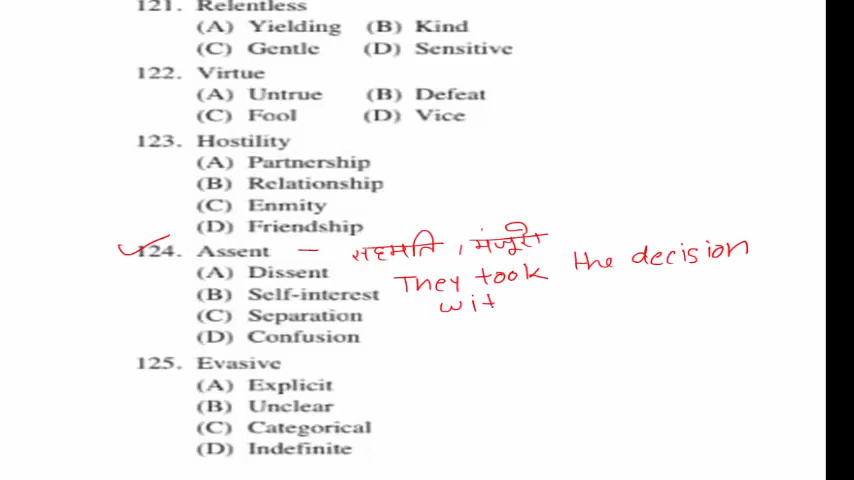 121. Relentless
(A) Yielding (B) Kind
(C) Gentle (D) Sensitive
122. Virtue
(A) Untrue (B) Defeat
(C) Fool (D) Vice
123. Hostility
(A) Partnership
(B) Relationship
(C) Enmity
(D) Friendship
124. Assent – सहमति, मंजूरी
(A) Dissent They took the decision
(B) Self-interest wit
(C) Separation
(D) Confusion
125. Evasive
(A) Explicit
(B) Unclear
(C) Categorical
(D) Indefinite